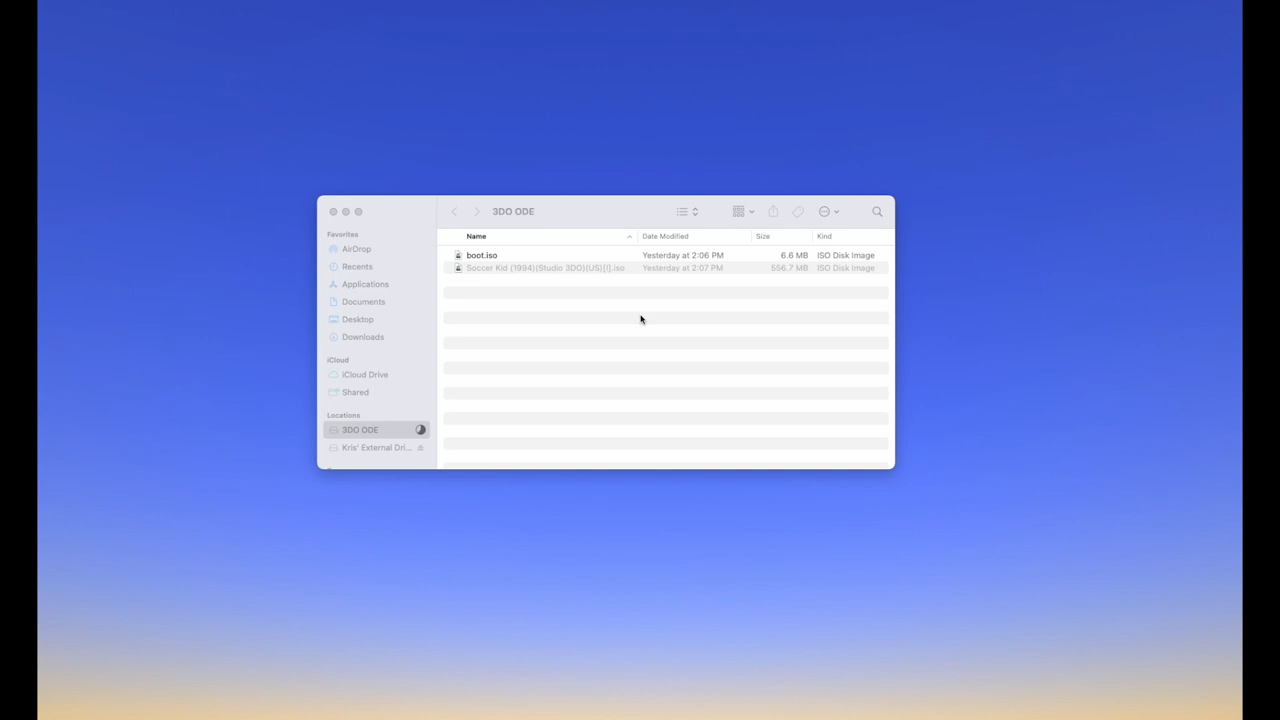 3DO ODE
Favorites
AirDrop
Recents
Applications
Documents
Desktop
Downloads
iCloud
iCloud Drive
Shared
Locations
3DO ODE
Kris' External Dri...
Name Date Modified Size Kind
boot.iso Yesterday at 2:06 PM 6.6 MB ISO Disk Image
Soccer Kid (1994)(Studio 3DO)(US)[!].iso Yesterday at 2:07 PM 556.7 MB ISO Disk Image